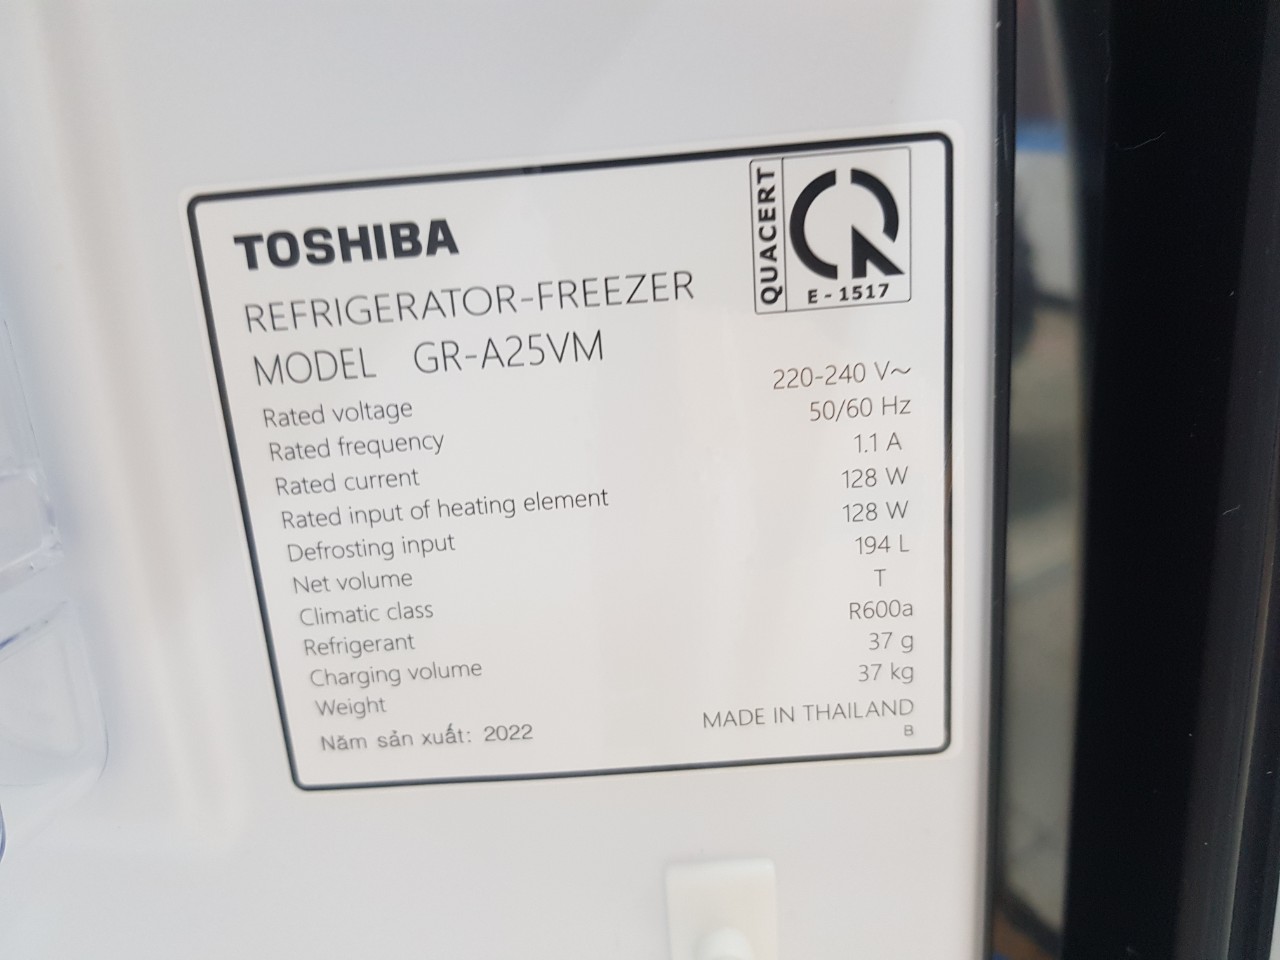 TOSHIBA
QUACERT
E - 1517
REFRIGERATOR-FREEZER
MODEL GR-A25VM
Rated voltage 220-240 V~
Rated frequency 50/60 Hz
Rated current 1.1 A
Rated input of heating element 128 W
Defrosting input 128 W
Net volume 194 L
Climatic class T
Refrigerant R600a
Charging volume 37 g
Weight 37 kg
Năm sản xuất: 2022 MADE IN THAILAND
B